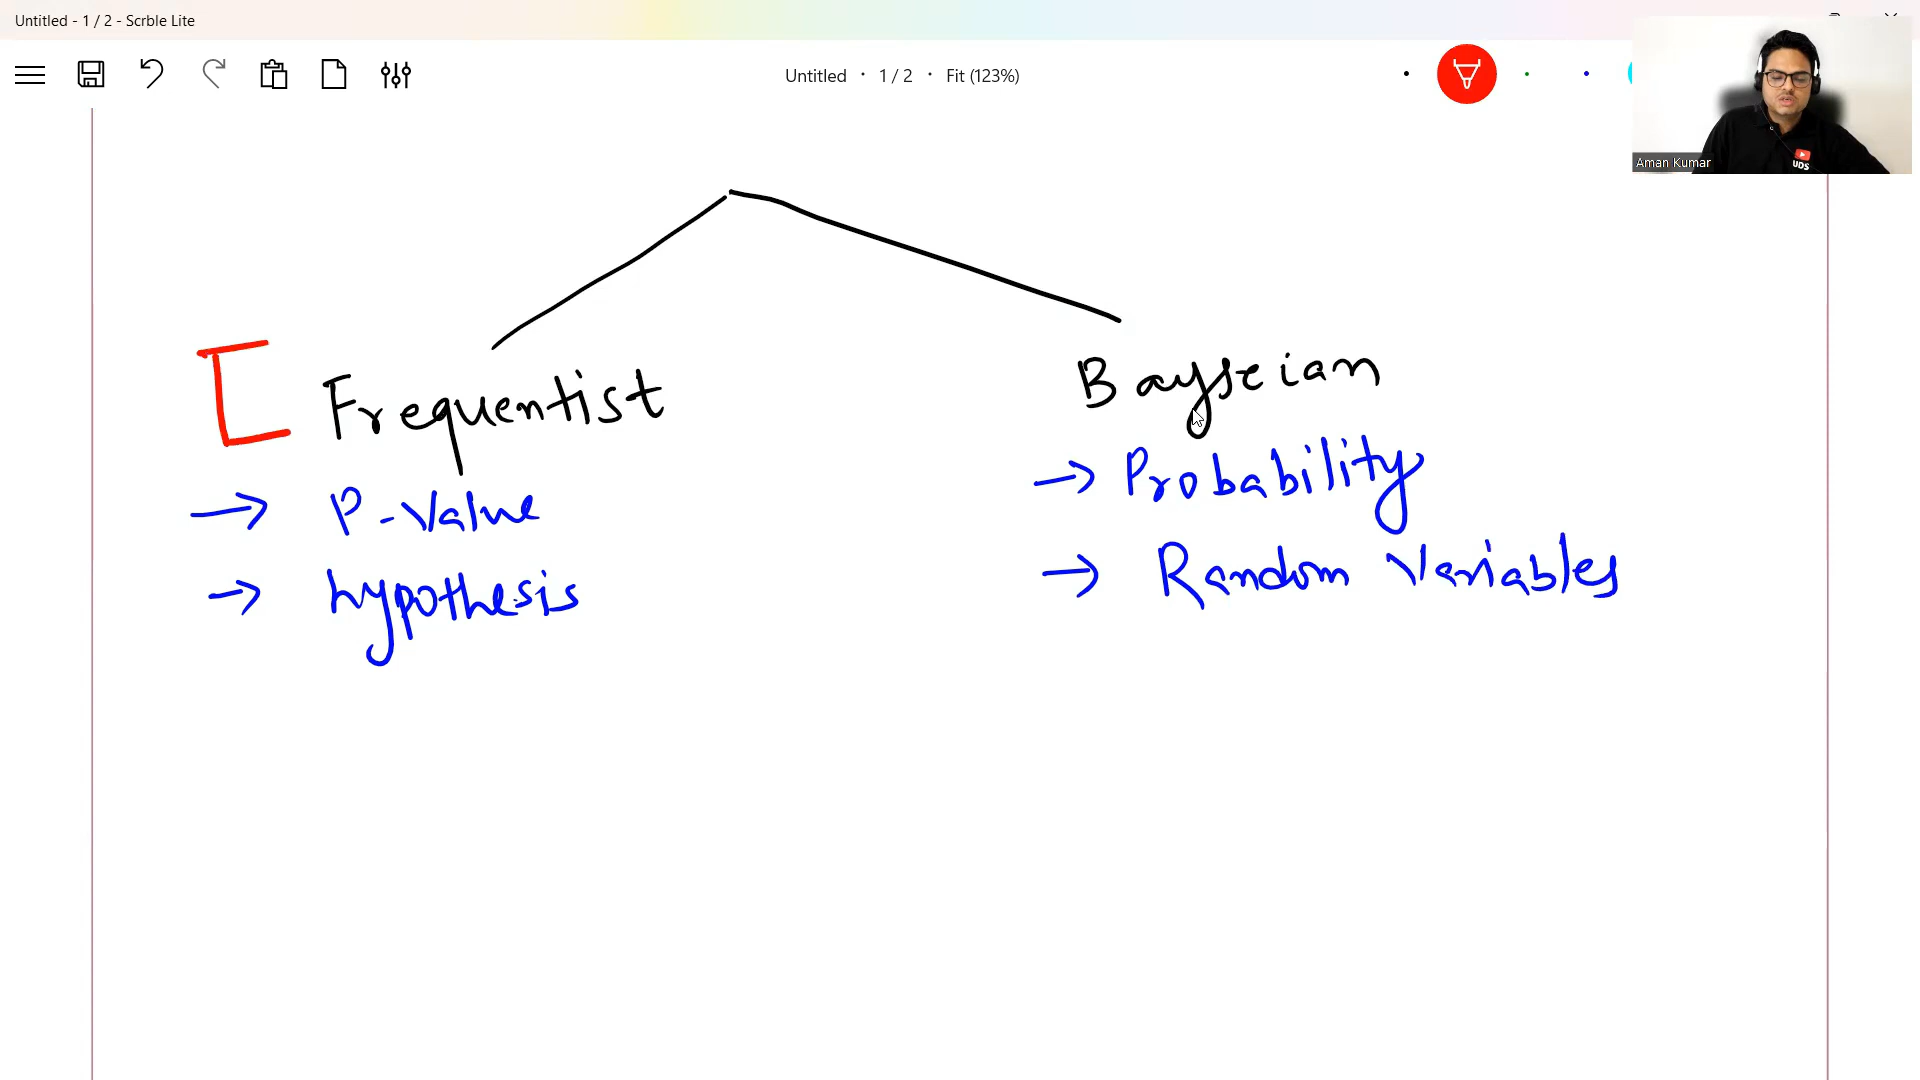 Untitled - 1 / 2 - Scrble Lite
Untitled • 1 / 2 • Fit (123%)
Aman Kumar
UDS
Frequentist
Bayseian
→ P-Value
→ Probability
→ hypothesis
→ Random Variables